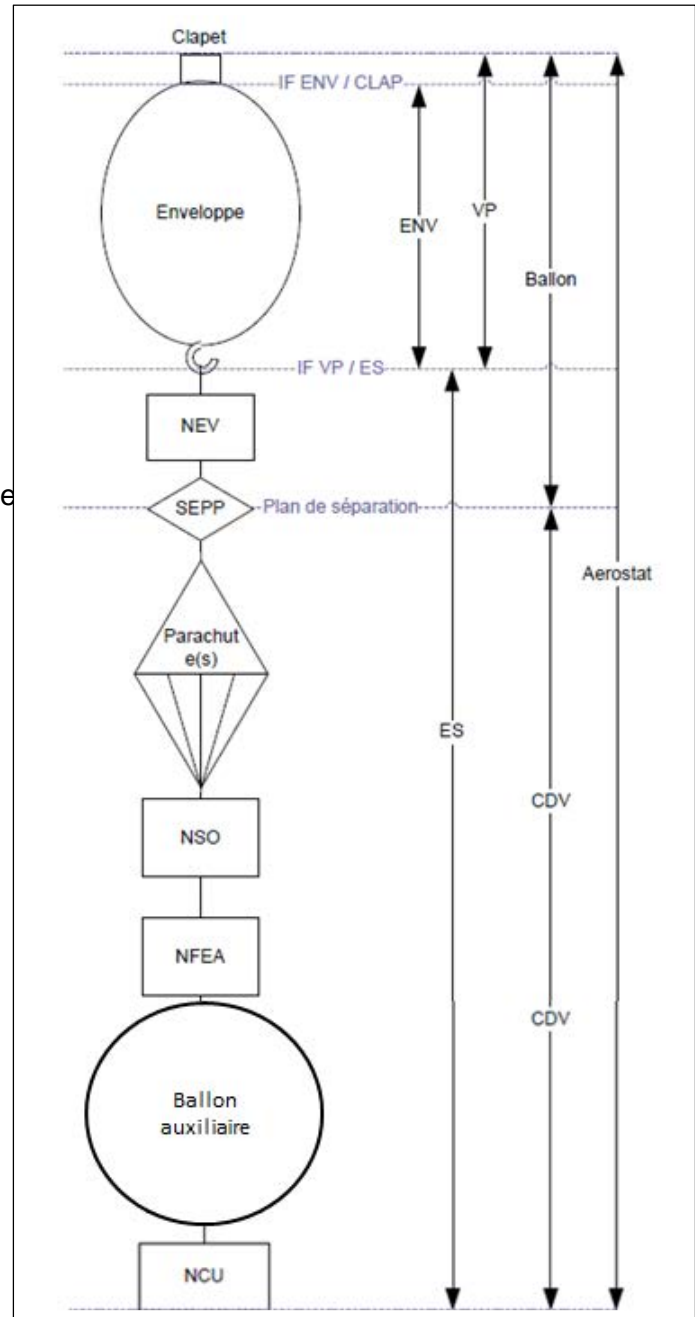 Clapet
IF ENV / CLAP
Enveloppe
ENV
VP
Ballon
IF VP / ES
NEV
e
SEPP
Plan de séparation
Aerostat
Parachut
e(s)
ES
CDV
NSO
NFEA
CDV
Ballon
auxiliaire
NCU